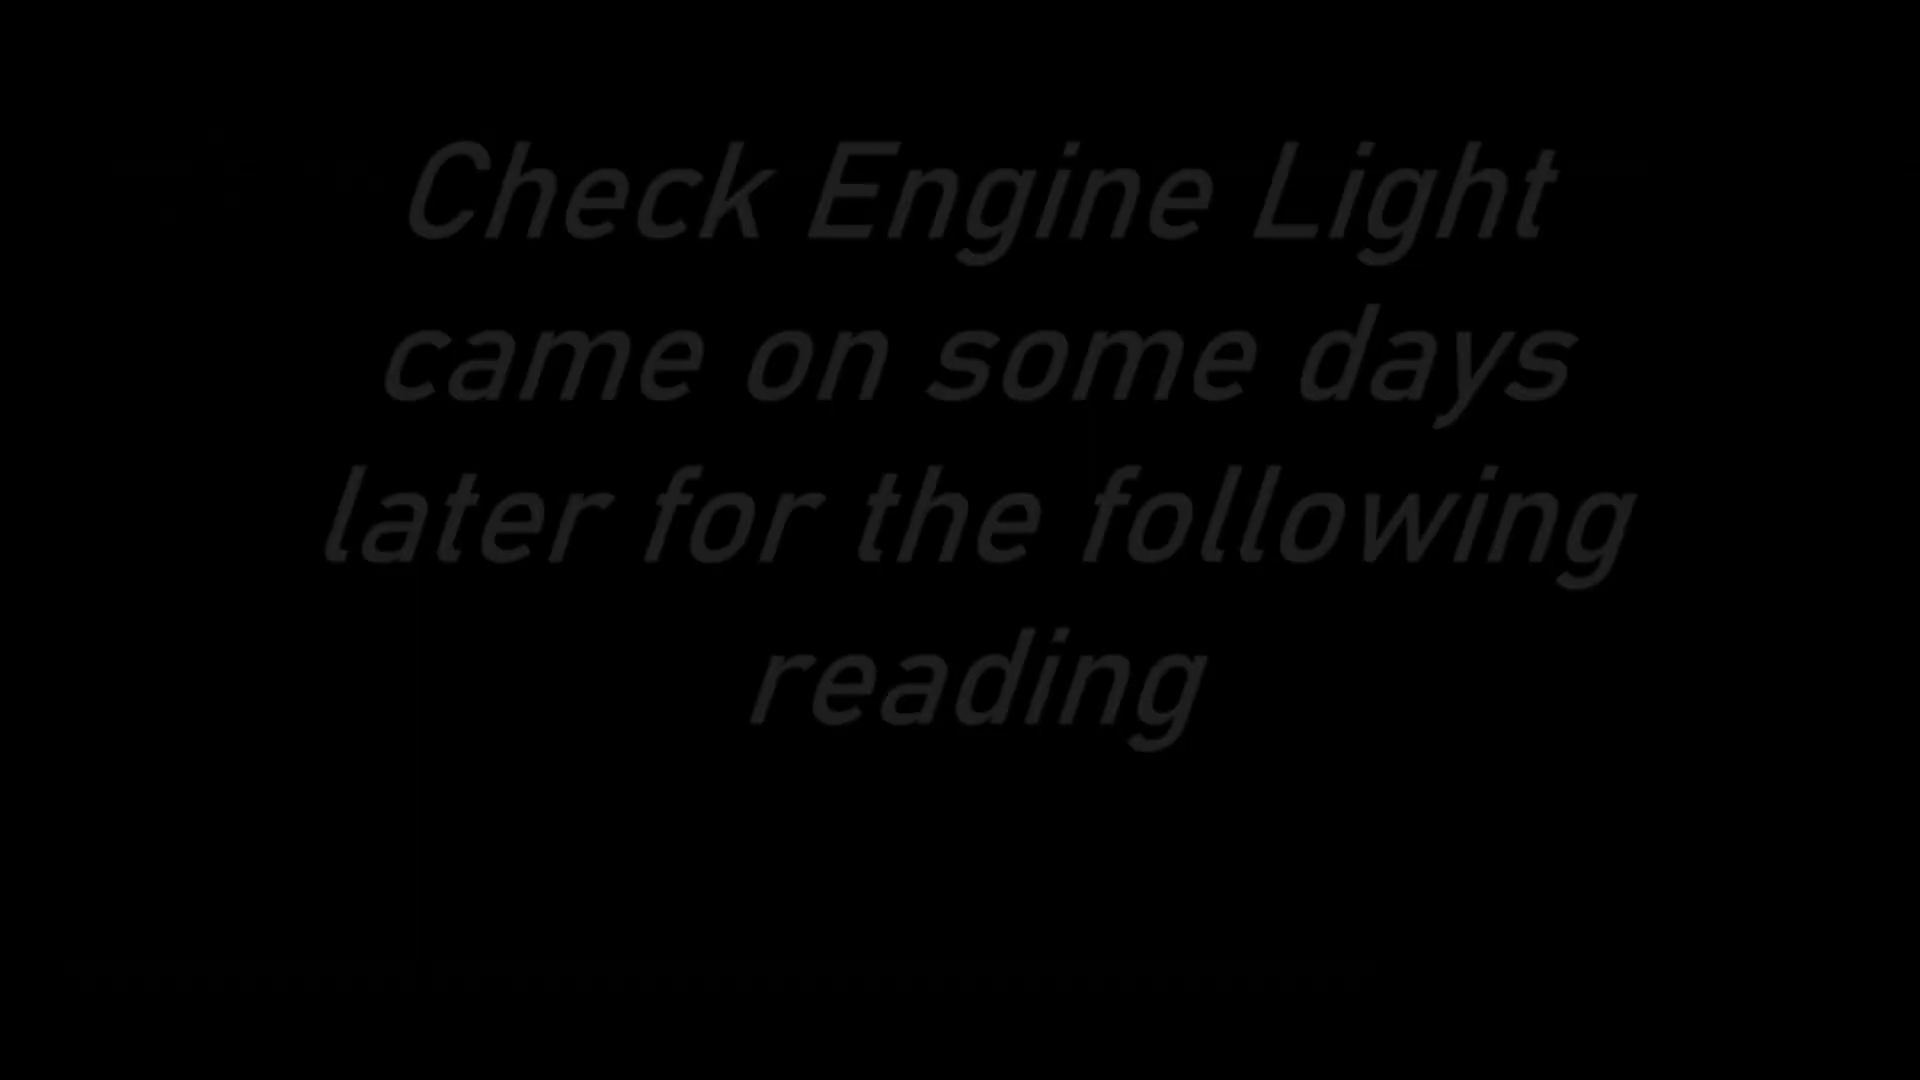 Check Engine Light
came on some days
later for the following
reading